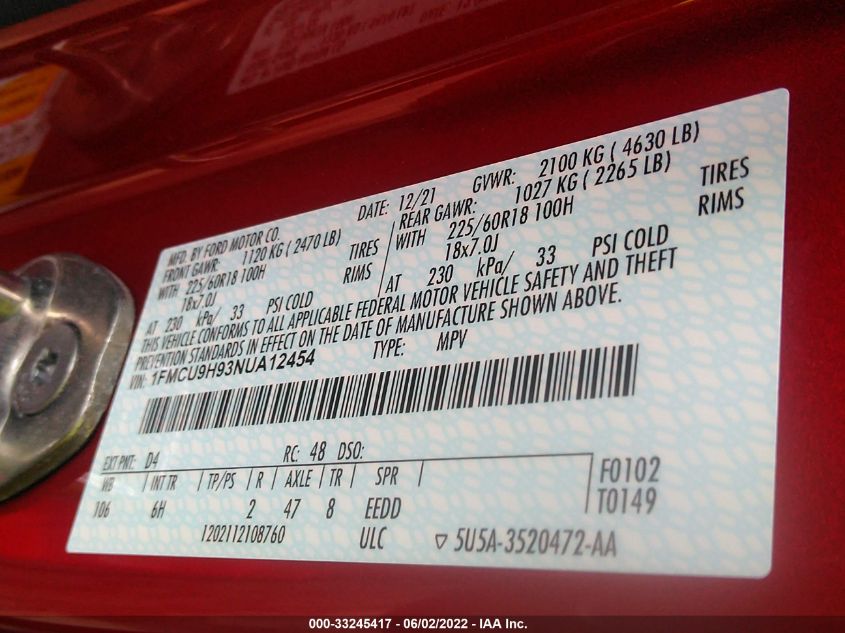 MFD. BY FORD MOTOR CO.
DATE: 12/21 GVWR: 2100 KG ( 4630 LB)
FRONT GAWR: 1120 KG ( 2470 LB)
REAR GAWR: 1027 KG ( 2265 LB)
WITH 225/60R18 100H TIRES
WITH 225/60R18 100H TIRES
18x7.0J RIMS
18x7.0J RIMS
AT 230 kPa/ 33 PSI COLD
AT 230 kPa/ 33 PSI COLD
THIS VEHICLE CONFORMS TO ALL APPLICABLE FEDERAL MOTOR VEHICLE SAFETY AND THEFT
PREVENTION STANDARDS IN EFFECT ON THE DATE OF MANUFACTURE SHOWN ABOVE.
VIN: 1FMCU9H93NUA12454 TYPE: MPV
EXT PNT: D4 RC: 48 DSO:
WB INT TR TP/PS R AXLE TR SPR
106 6H 2 47 8 EEDD
F0102
T0149
1202112108760 ULC 5U5A-3520472-AA
000-33245417 - 06/02/2022 - IAA Inc.